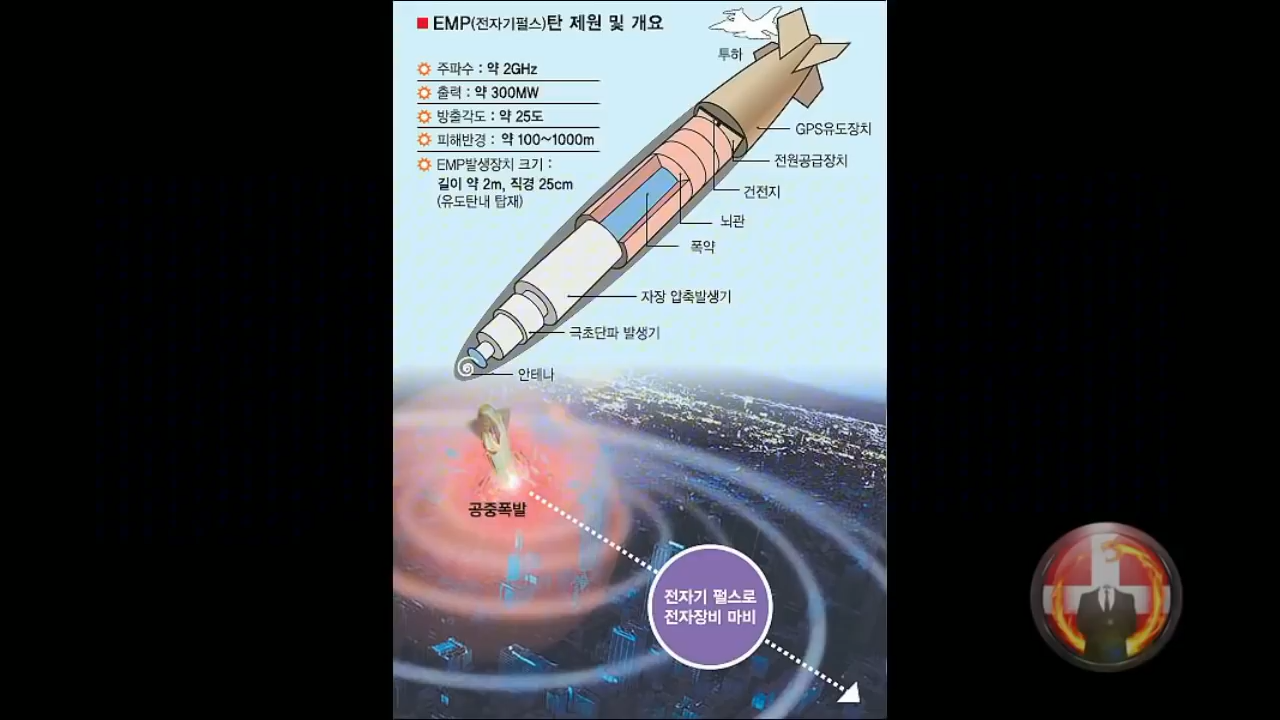 EMP(전자기펄스)탄 제원 및 개요
투하
주파수 : 약 2GHz
출력 : 약 300MW
방출각도 : 약 25도
피해반경 : 약 100~1000m
EMP발생장치 크기 :
길이 약 2m, 직경 25cm
(유도탄내 탑재)
GPS유도장치
전원공급장치
건전지
뇌관
폭약
자장 압축발생기
극초단파 발생기
안테나
공중폭발
전자기 펄스로
전자장비 마비